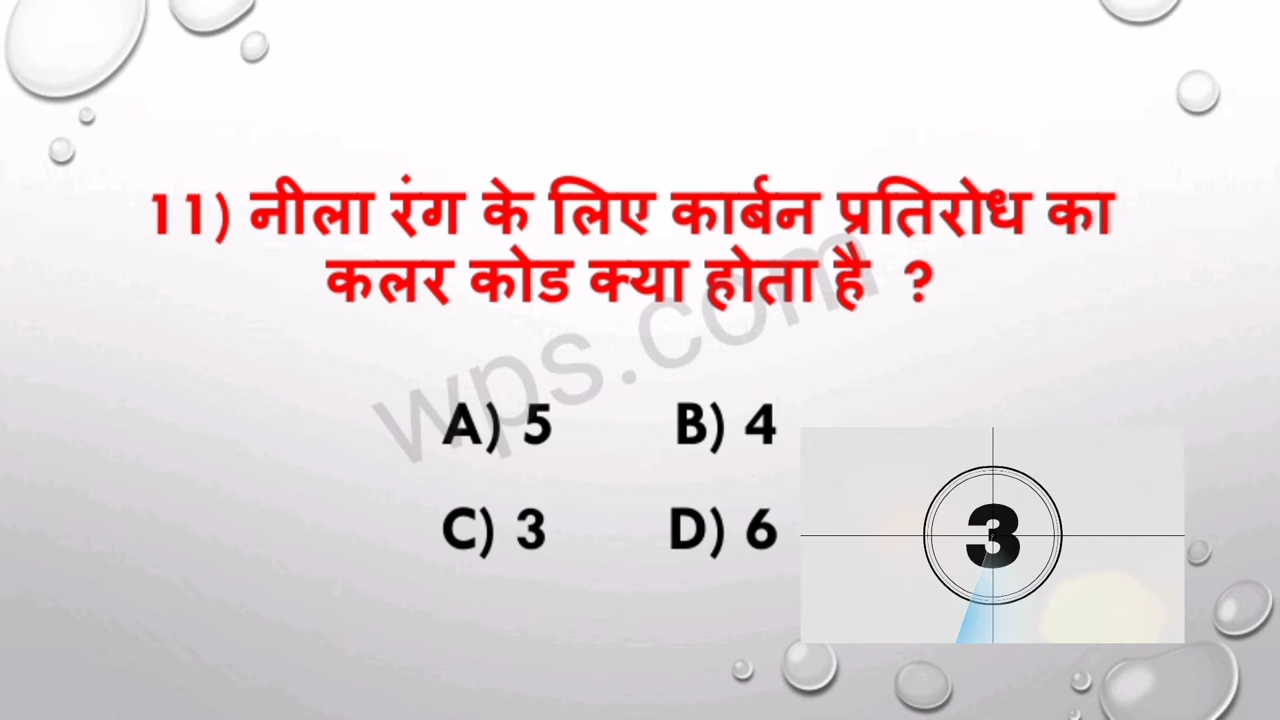 11) नीला रंग के लिए कार्बन प्रतिरोध का
कलर कोड क्या होता है ?
wps.com
A) 5 B) 4
C) 3 D) 6
3